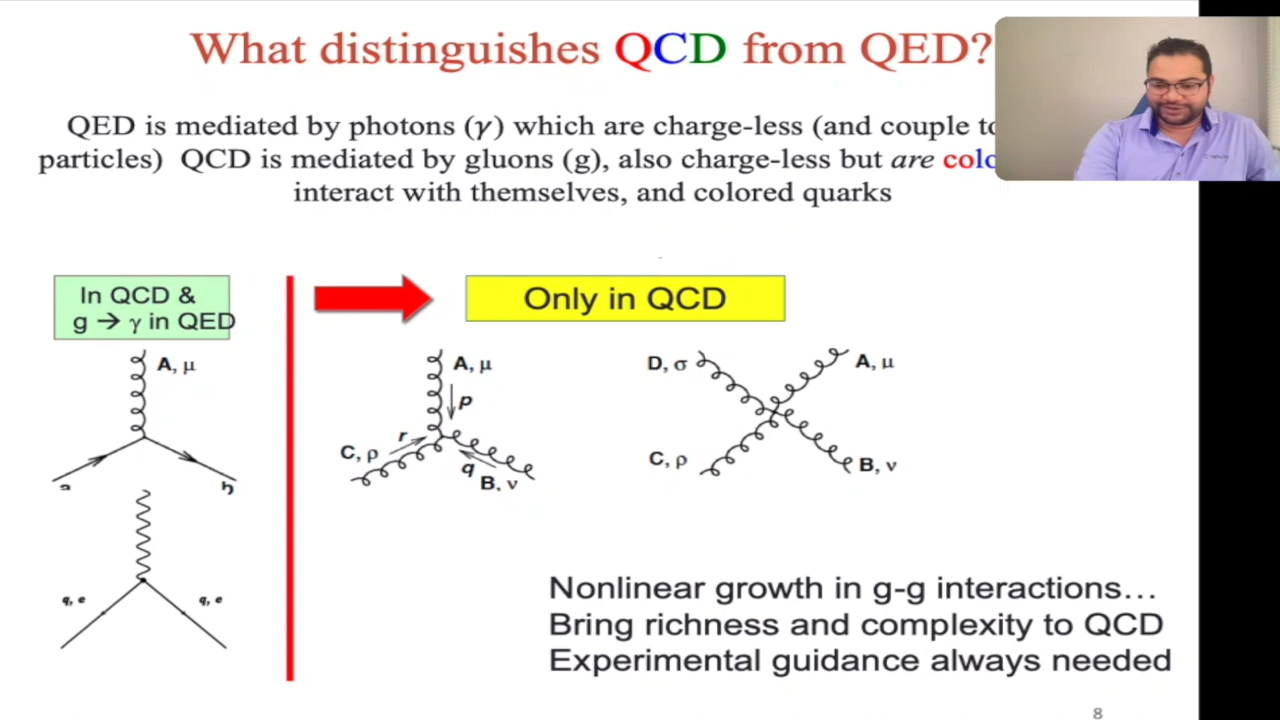 What distinguishes QCD from QED?
QED is mediated by photons (γ) which are charge-less (and couple to
particles) QCD is mediated by gluons (g), also charge-less but are
interact with themselves, and colored quarks
In QCD &
g → γ in QED
Only in QCD
A, μ
a
b
q, e
q, e
A, μ
p
r
C, ρ
q
B, ν
D, σ
A, μ
C, ρ
B, ν
Nonlinear growth in g-g interactions…
Bring richness and complexity to QCD
Experimental guidance always needed
8